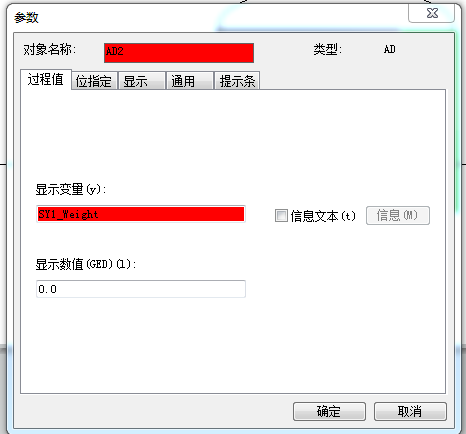 参数
对象名称: AD2 类型: AD
过程值 位指定 显示 通用 提示条
显示变量(y):
SY1_Weight 信息文本(t) 信息(M)
显示数值(GED)(l):
0.0
确定 取消